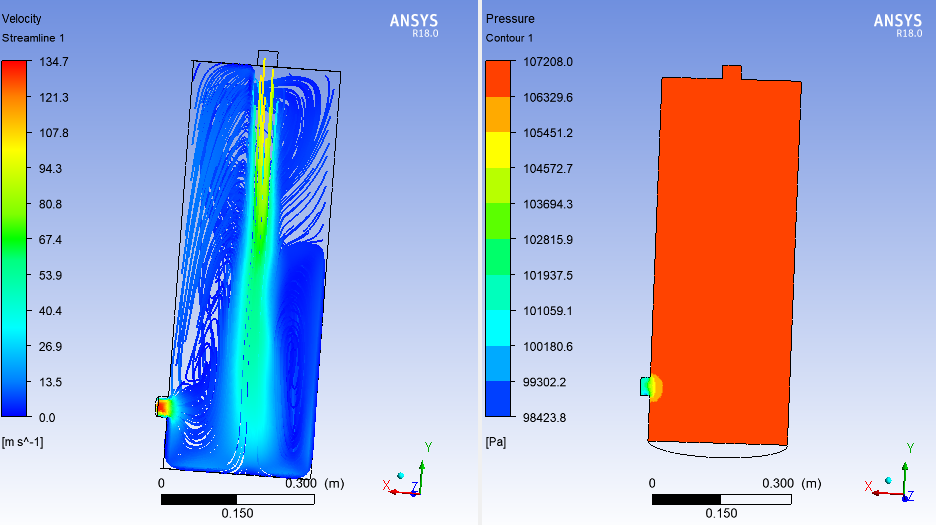 Velocity
Streamline 1
ANSYS
R18.0
134.7
121.3
107.8
94.3
80.8
67.4
53.9
40.4
26.9
13.5
0.0
[m s^-1]
0
0.300 (m)
0.150
Y
X
Z
Pressure
Contour 1
ANSYS
R18.0
107208.0
106329.6
105451.2
104572.7
103694.3
102815.9
101937.5
101059.1
100180.6
99302.2
98423.8
[Pa]
0
0.300 (m)
0.150
Y
X
Z